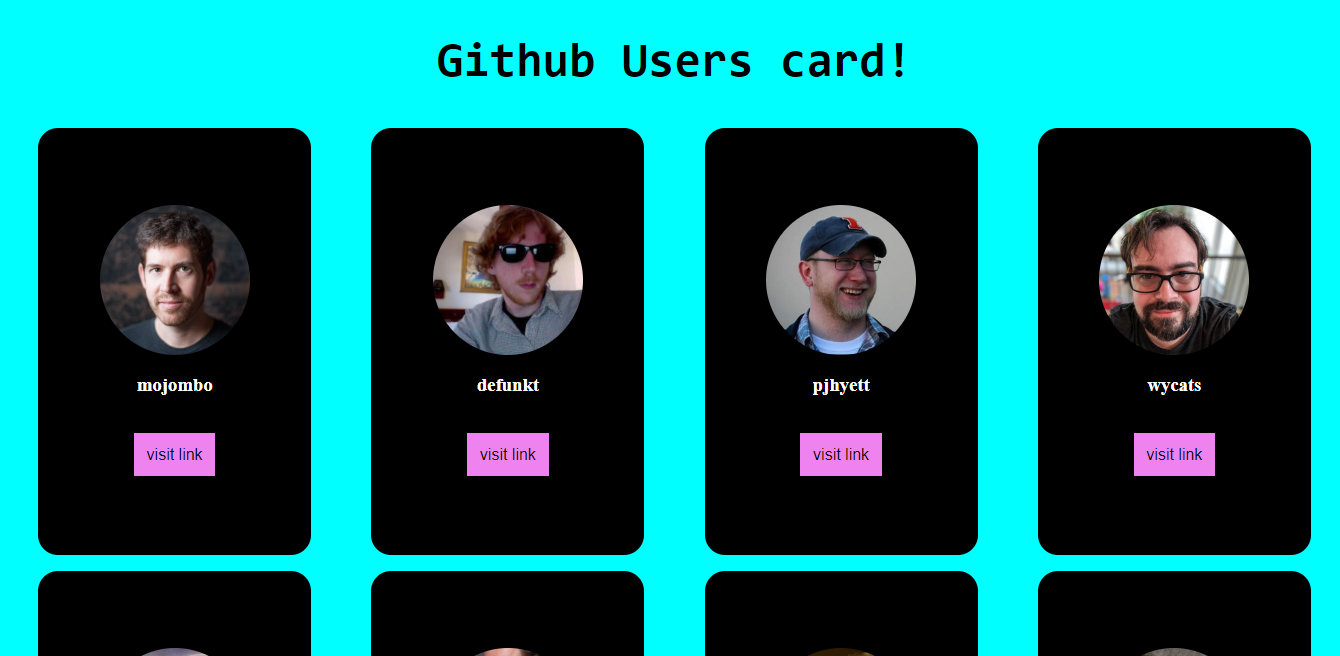 Github Users card!
mojombo
defunkt
pjhyett
wycats
visit link
visit link
visit link
visit link